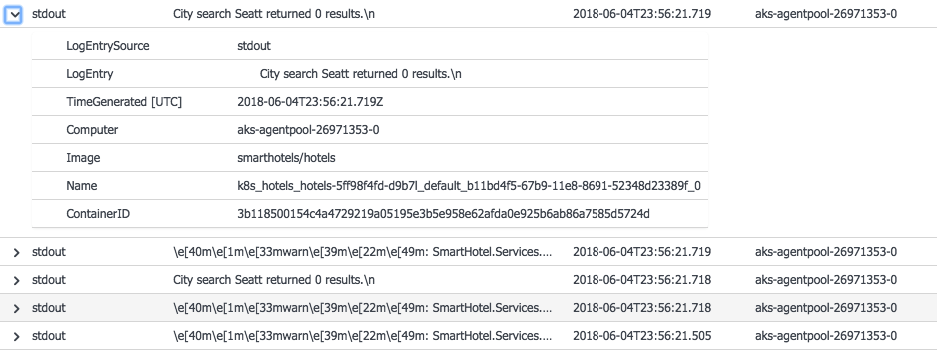 stdout City search Seatt returned 0 results.\n 2018-06-04T23:56:21.719 aks-agentpool-26971353-0
LogEntrySource stdout
LogEntry City search Seatt returned 0 results.\n
TimeGenerated [UTC] 2018-06-04T23:56:21.719Z
Computer aks-agentpool-26971353-0
Image smarthotels/hotels
Name k8s_hotels_hotels-5ff98f4fd-d9b7l_default_b11bd4f5-67b9-11e8-8691-52348d23389f_0
ContainerID 3b118500154c4a4729219a05195e3b5e958e62afda0e925b6ab86a7585d5724d
stdout \e[40m\e[1m\e[33mwarn\e[39m\e[22m\e[49m: SmartHotel.Services.... 2018-06-04T23:56:21.719 aks-agentpool-26971353-0
stdout City search Seatt returned 0 results.\n 2018-06-04T23:56:21.718 aks-agentpool-26971353-0
stdout \e[40m\e[1m\e[33mwarn\e[39m\e[22m\e[49m: SmartHotel.Services.... 2018-06-04T23:56:21.718 aks-agentpool-26971353-0
stdout \e[40m\e[1m\e[33mwarn\e[39m\e[22m\e[49m: SmartHotel.Services.... 2018-06-04T23:56:21.505 aks-agentpool-26971353-0